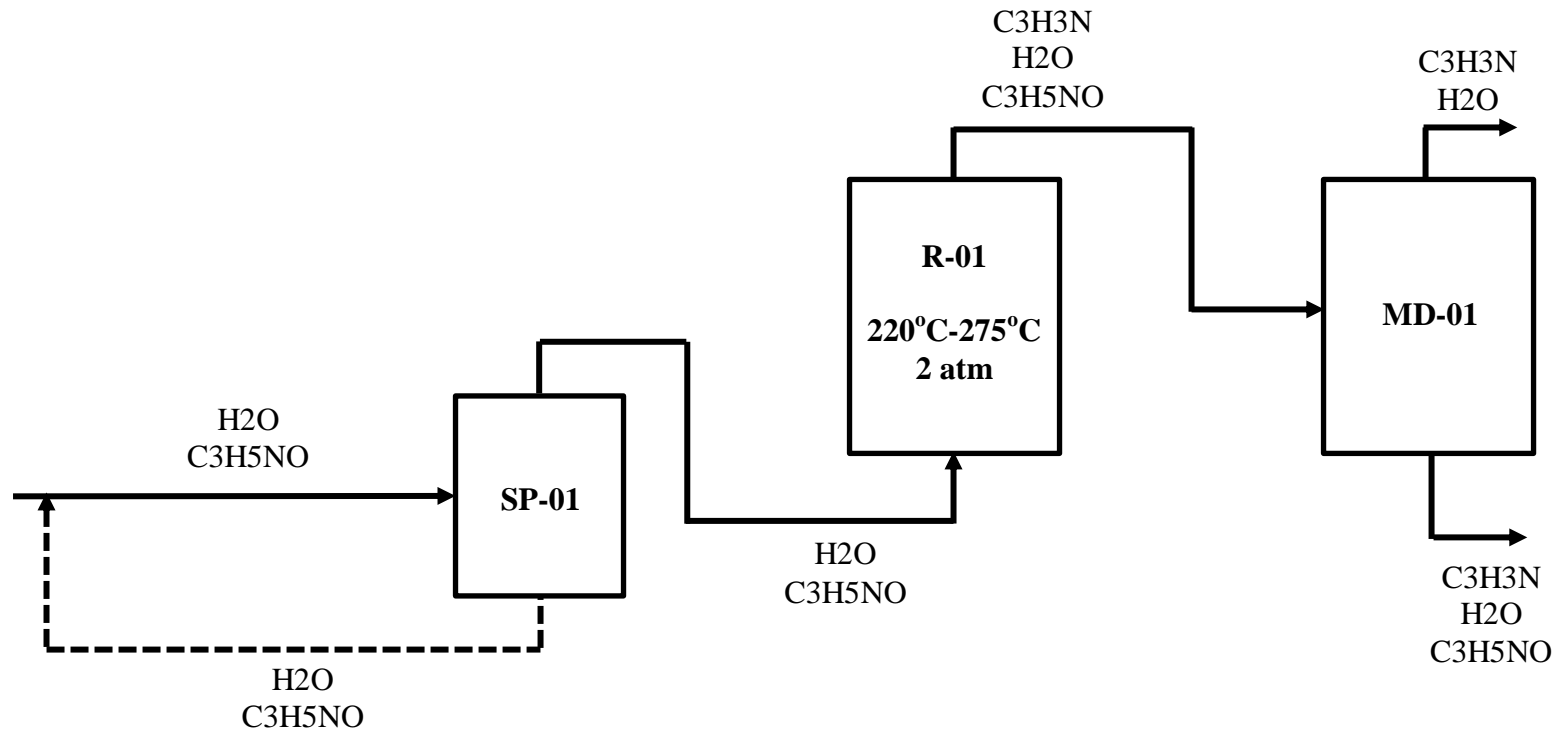 C3H3N
H2O
C3H5NO
C3H3N
H2O
R-01
220°C-275°C
2 atm
MD-01
H2O
C3H5NO
SP-01
H2O
C3H5NO
C3H3N
H2O
C3H5NO
H2O
C3H5NO